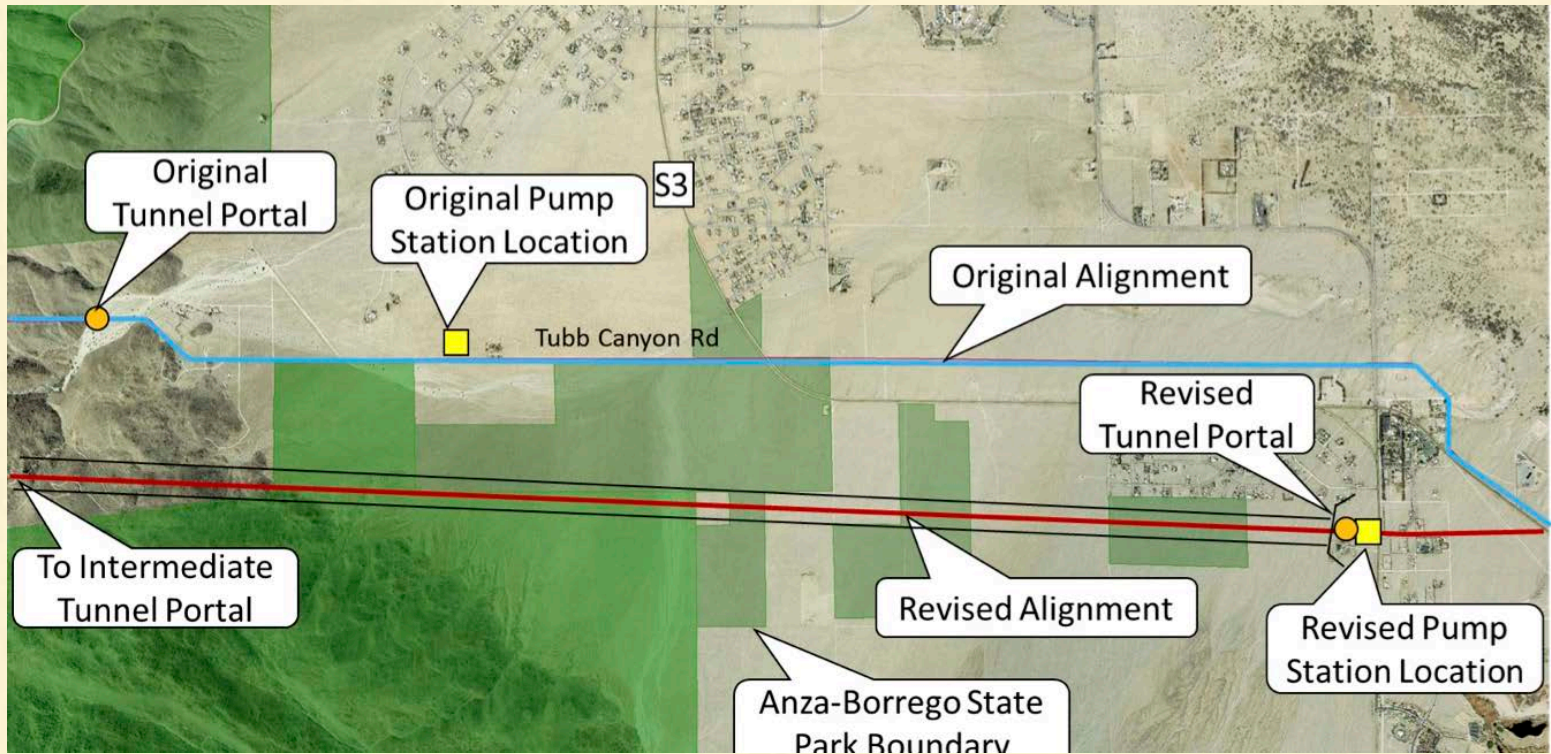 Original
Tunnel Portal
Original Pump
Station Location
S3
Original Alignment
Tubb Canyon Rd
Revised
Tunnel Portal
To Intermediate
Tunnel Portal
Revised Alignment
Revised Pump
Station Location
Anza-Borrego State
Park Boundary